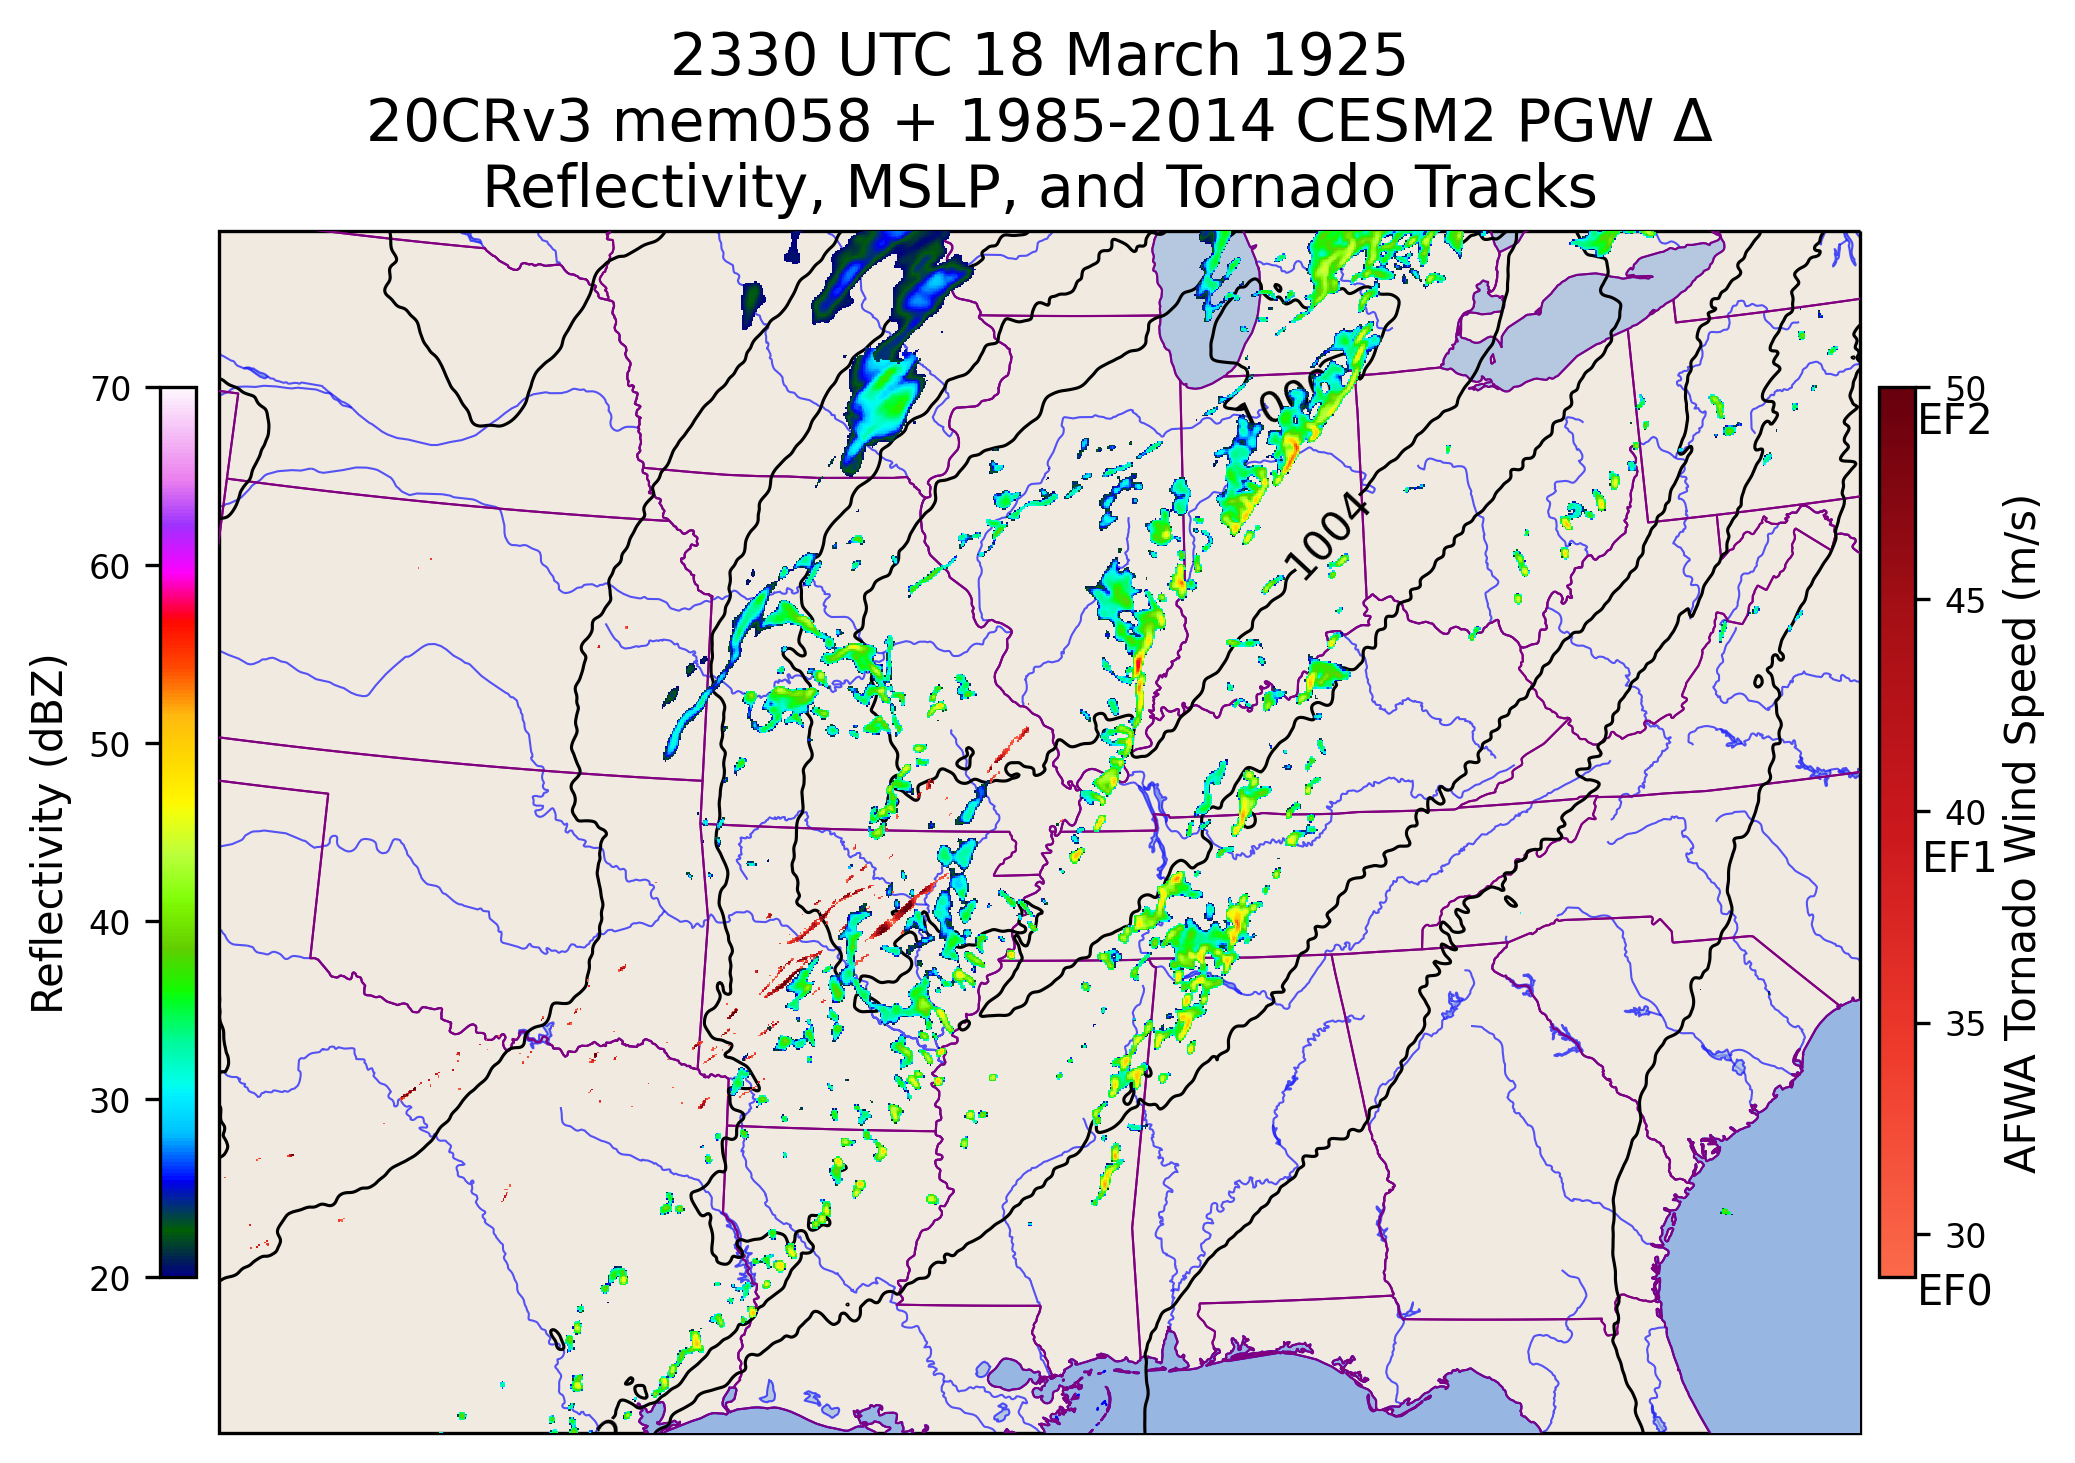 2330 UTC 18 March 1925
20CRv3 mem058 + 1985-2014 CESM2 PGW Δ
Reflectivity, MSLP, and Tornado Tracks
70
60
50
40
30
20
Reflectivity (dBZ)
1004
50
EF2
45
40
EF1
35
30
EF0
AFWA Tornado Wind Speed (m/s)